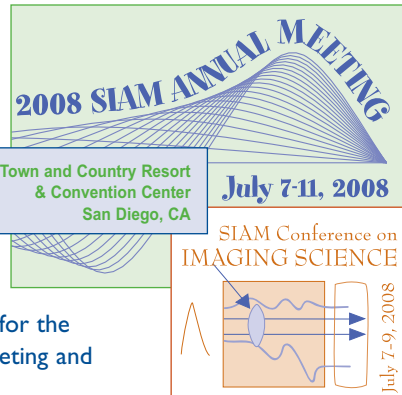 2008 SIAM ANNUAL MEETING
Town and Country Resort
& Convention Center
San Diego, CA
July 7-11, 2008
SIAM Conference on
IMAGING SCIENCE
July 7-9, 2008
for the
eting and